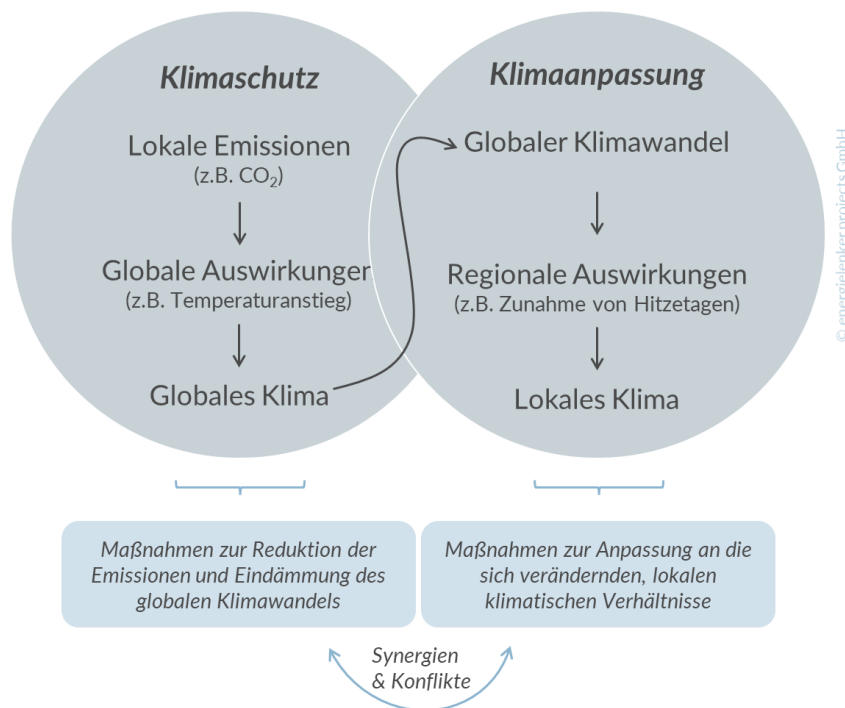 Klimaschutz
Lokale Emissionen
(z.B. CO₂)
Globale Auswirkunger
(z.B. Temperaturanstieg)
Globales Klima
Klimaanpassung
Globaler Klimawandel
Regionale Auswirkungen
(z.B. Zunahme von Hitzetagen)
Lokales Klima
Maßnahmen zur Reduktion der
Emissionen und Eindämmung des
globalen Klimawandels
Maßnahmen zur Anpassung an die
sich verändernden, lokalen
klimatischen Verhältnisse
Synergien
& Konflikte
© energielenker projects GmbH